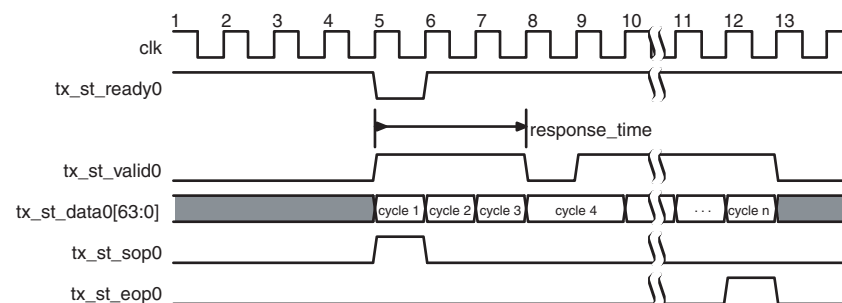 1 2 3 4 5 6 7 8 9 10 11 12 13
clk
tx_st_ready0
response_time
tx_st_valid0
tx_st_data0[63:0] cycle 1 cycle 2 cycle 3 cycle 4 . . . cycle n
tx_st_sop0
tx_st_eop0